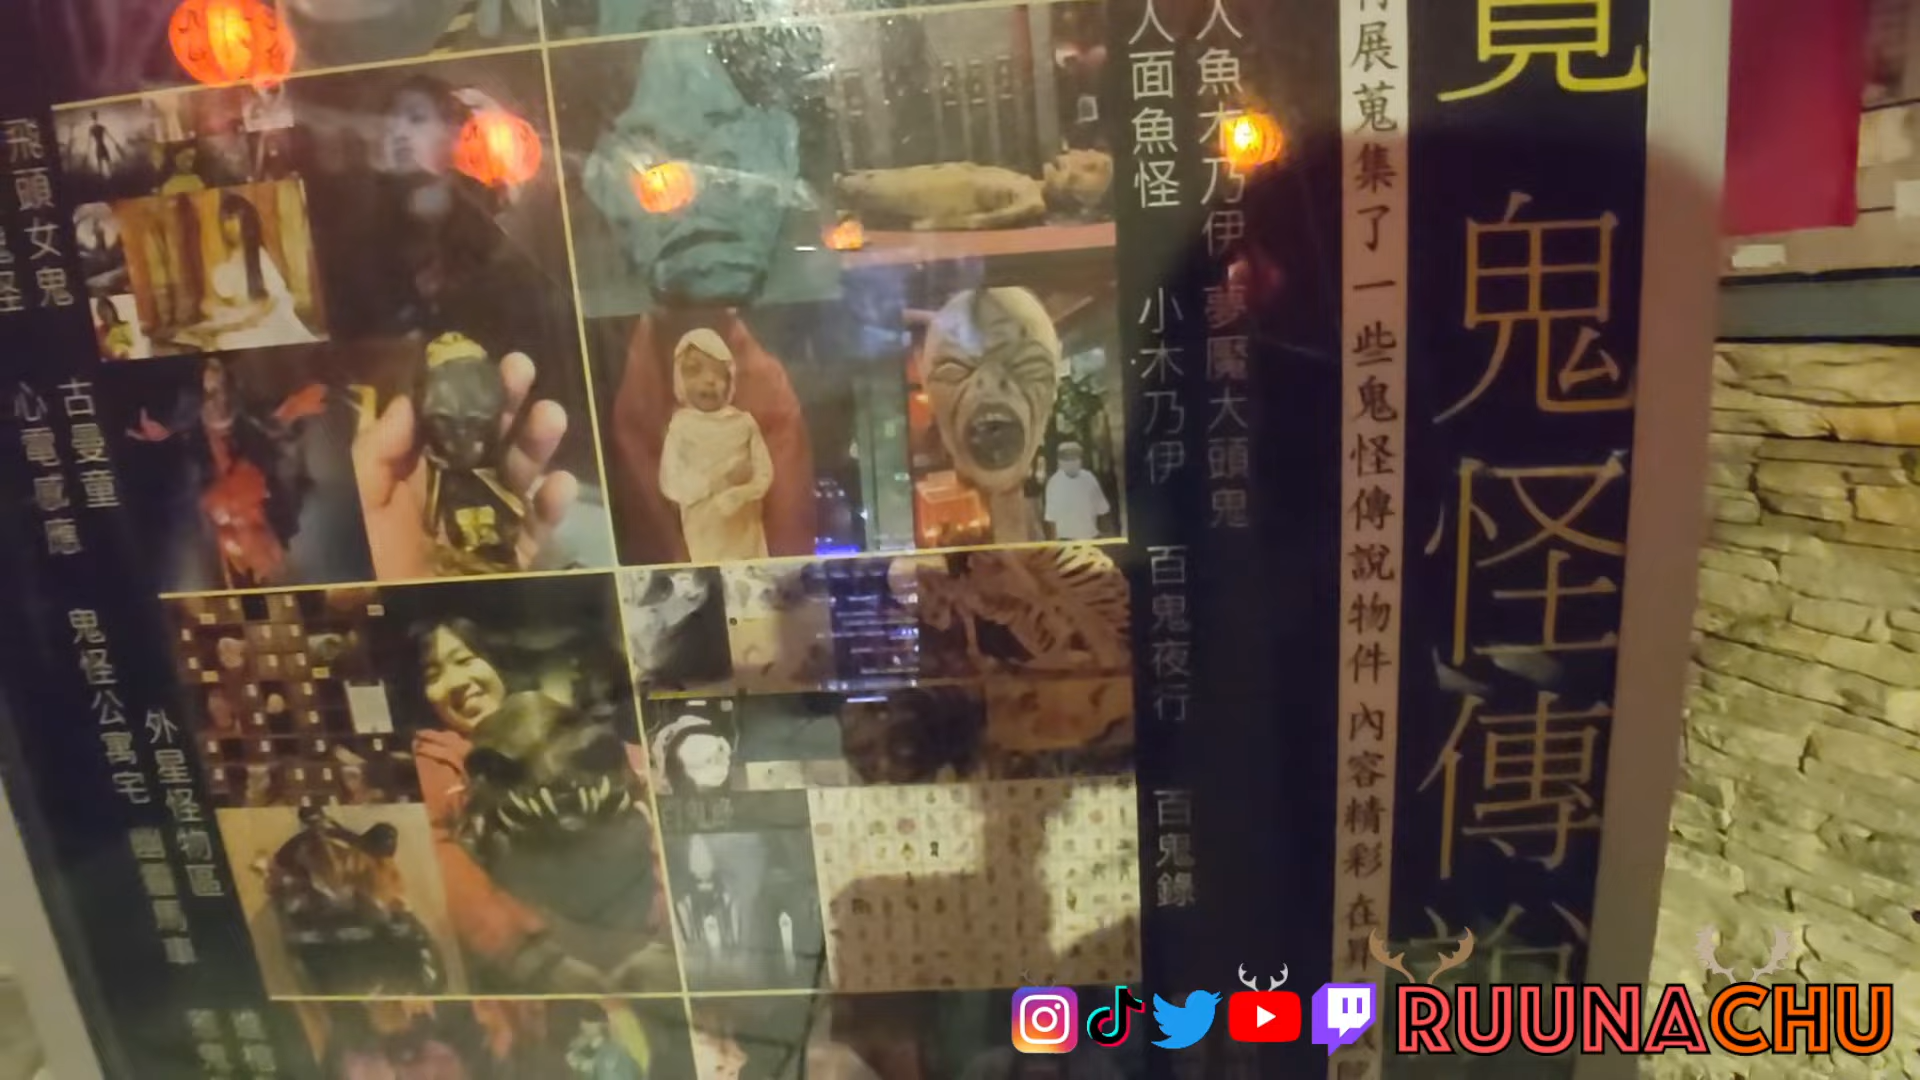 覽 鬼怪傳說
展蒐集了一些鬼怪傳說物件 內容精彩 在
人魚木乃伊 夢魘大頭鬼
人面魚怪 小木乃伊 百鬼夜行 百鬼錄
飛頭女鬼
古曼童
心電感應 鬼怪公寓宅
外星怪物區
幽靈馬車
RUUNACHU